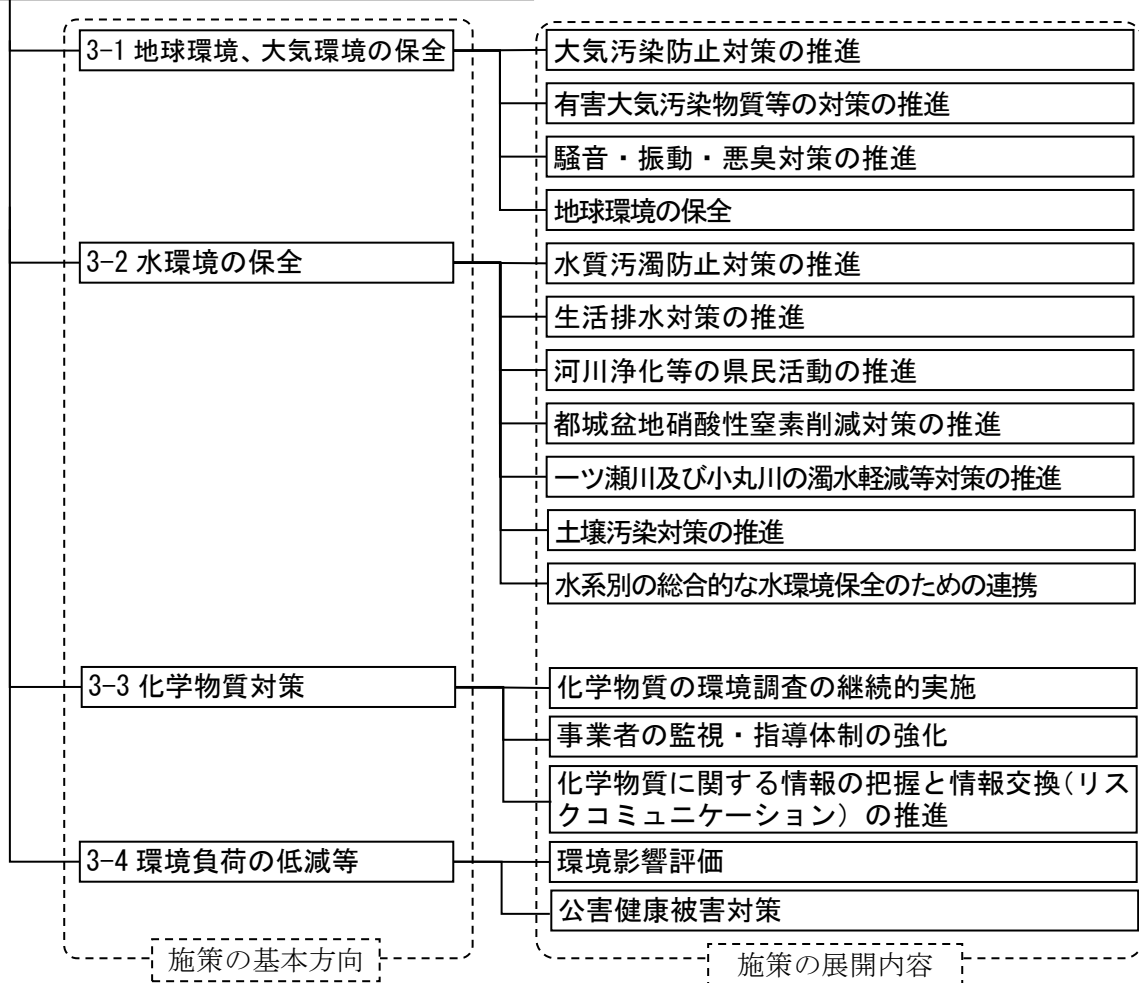 3-1 地球環境、大気環境の保全
大気汚染防止対策の推進
有害大気汚染物質等の対策の推進
騒音・振動・悪臭対策の推進
地球環境の保全
3-2 水環境の保全
水質汚濁防止対策の推進
生活排水対策の推進
河川浄化等の県民活動の推進
都城盆地硝酸性窒素削減対策の推進
一ツ瀬川及び小丸川の濁水軽減等対策の推進
土壌汚染対策の推進
水系別の総合的な水環境保全のための連携
3-3 化学物質対策
化学物質の環境調査の継続的実施
事業者の監視・指導体制の強化
化学物質に関する情報の把握と情報交換(リス
クコミュニケーション)の推進
3-4 環境負荷の低減等
環境影響評価
公害健康被害対策
施策の基本方向
施策の展開内容